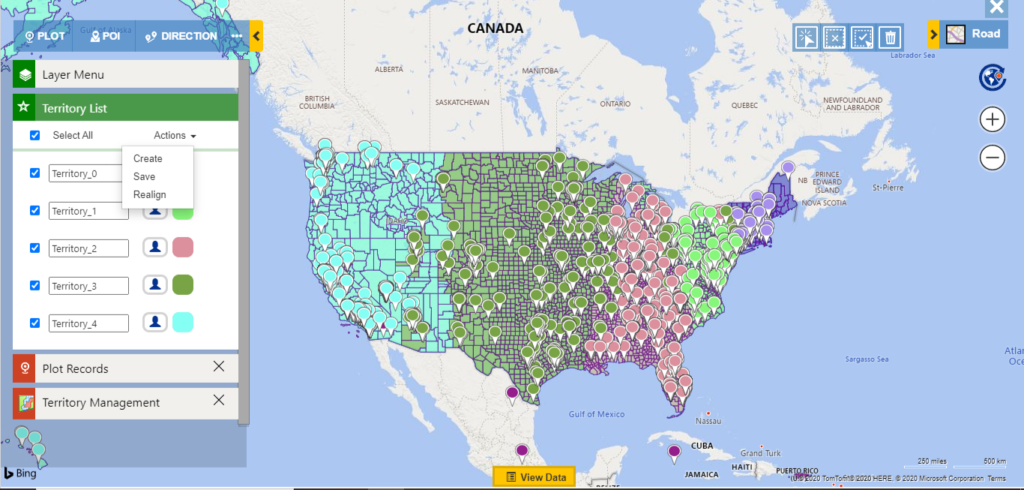 PLOT
POI
DIRECTION
Road
Layer Menu
Territory List
Select All
Actions
Create
Save
Realign
Territory_0
Territory_1
Territory_2
Territory_3
Territory_4
Plot Records
Territory Management
Bing
CANADA
ALBERTA
MANITOBA
BRITISH
COLUMBIA
SASKATCHEWAN
ONTARIO
QUEBEC
NEWFOUNDLAND
AND LABRADOR
Labrador Sea
NB
PRINCE
EDWARD
ISLAND
NOVA SCOTIA
St-Pierre
IDAHO
Sargasso Sea
Gulf of Mexico
Nassau
CUBA
Grand Turk
HAITI
JAMAICA
PUERTO RICO
250 miles
500 km
View Data
© 2020 HERE, © 2020 Microsoft Corporation Terms